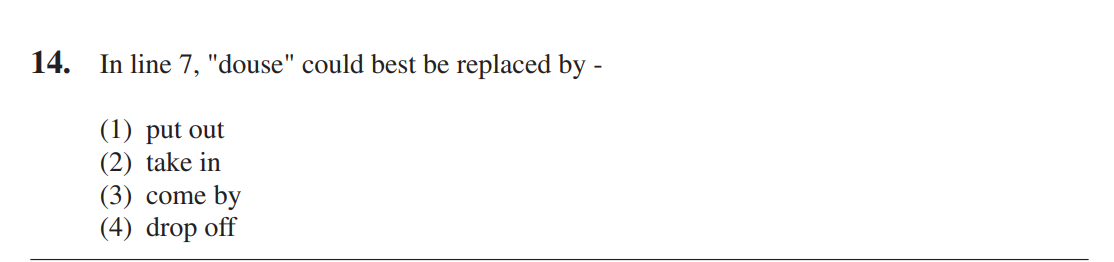 14. In line 7, "douse" could best be replaced by -
(1) put out
(2) take in
(3) come by
(4) drop off